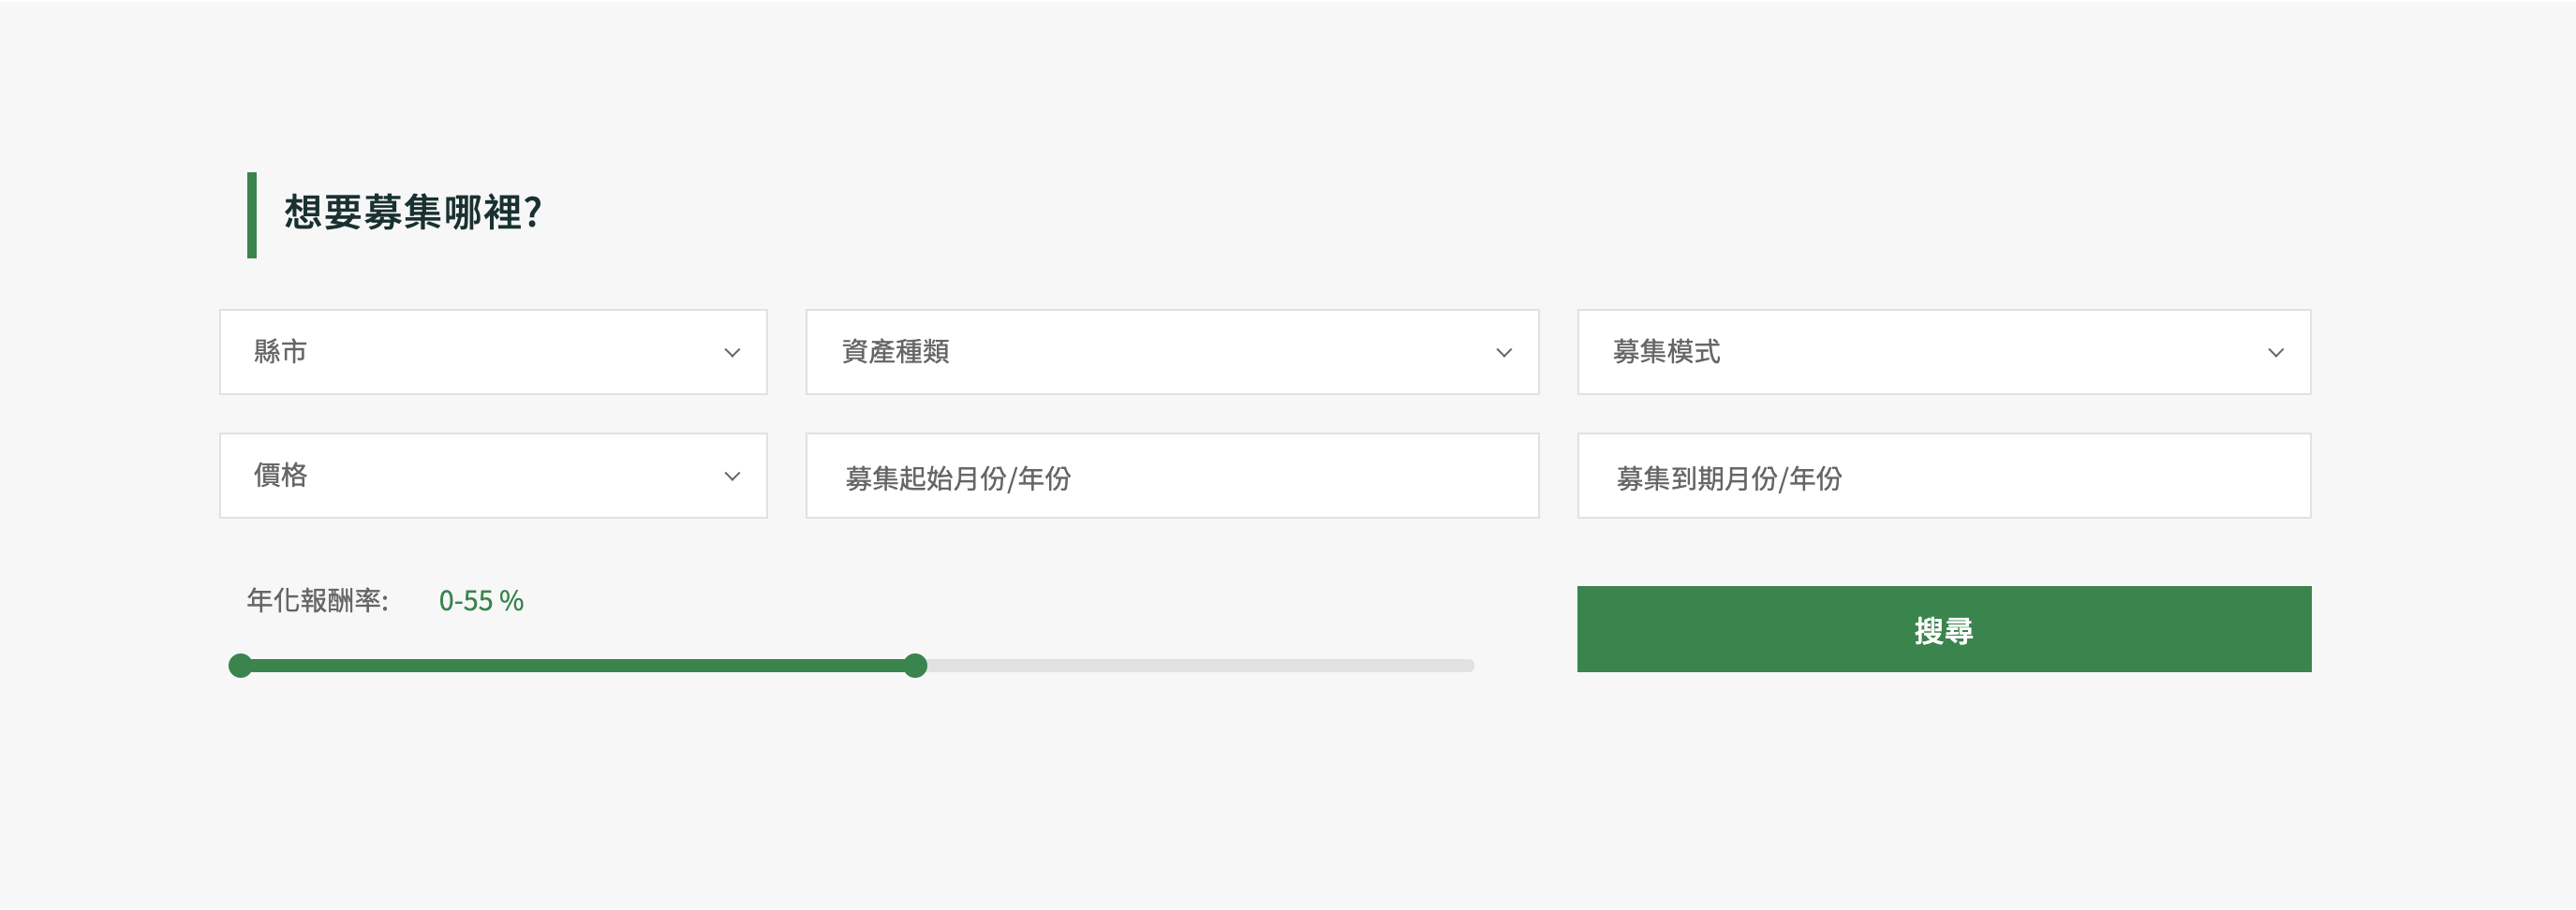 想要募集哪裡?
縣市
資產種類
募集模式
價格
募集起始月份/年份
募集到期月份/年份
年化報酬率: 0-55 %
搜尋